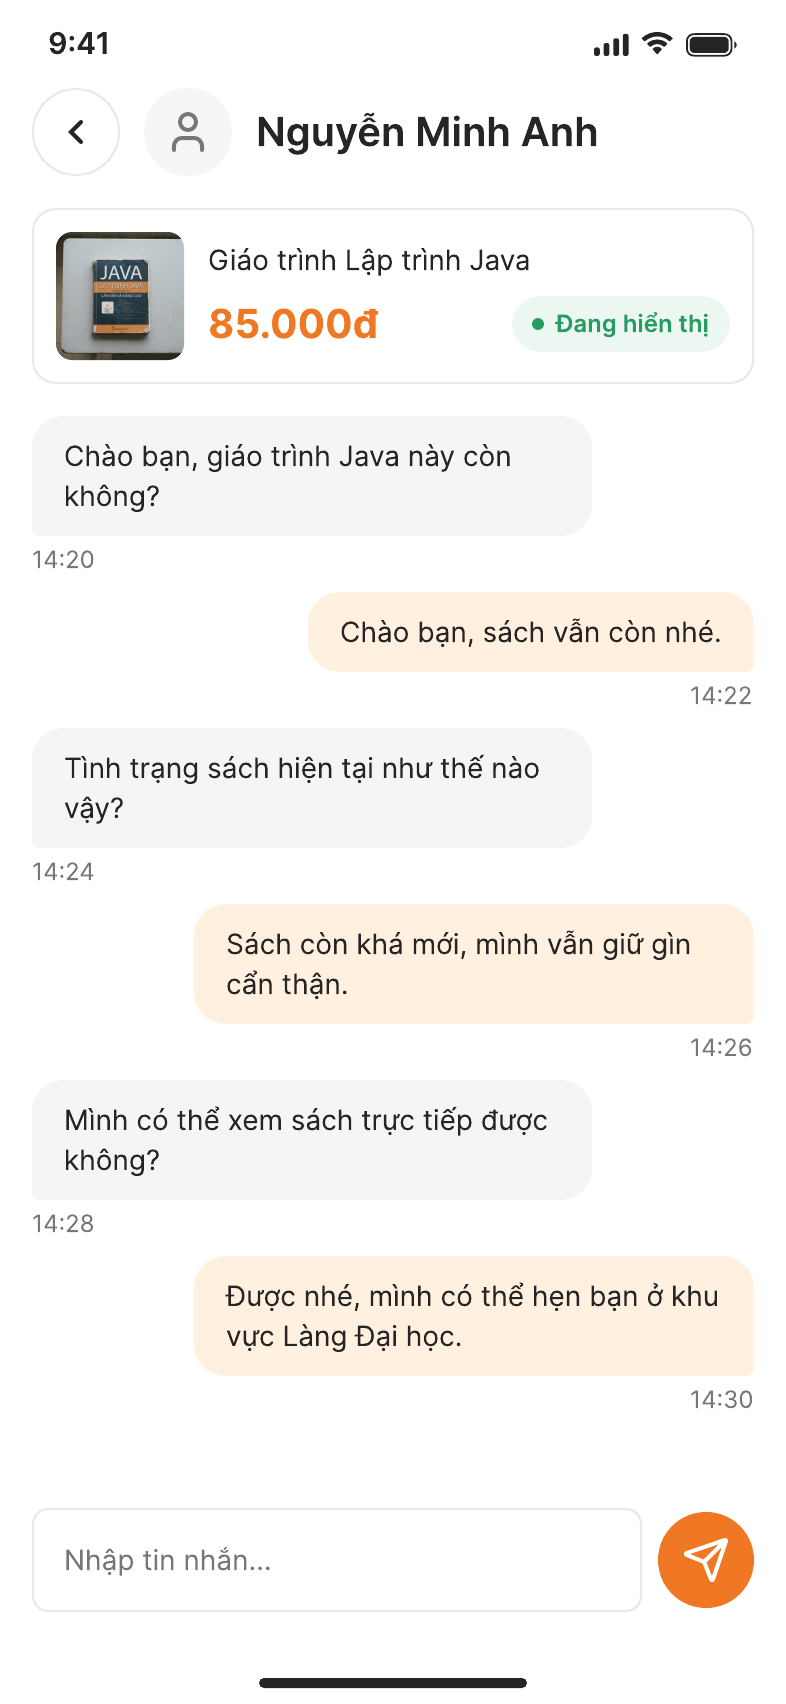 9:41
Nguyễn Minh Anh
JAVA
LẬP TRÌNH JAVA
Giáo trình Lập trình Java
85.000đ
Đang hiển thị
Chào bạn, giáo trình Java này còn
không?
14:20
Chào bạn, sách vẫn còn nhé.
14:22
Tình trạng sách hiện tại như thế nào
vậy?
14:24
Sách còn khá mới, mình vẫn giữ gìn
cẩn thận.
14:26
Mình có thể xem sách trực tiếp được
không?
14:28
Được nhé, mình có thể hẹn bạn ở khu
vực Làng Đại học.
14:30
Nhập tin nhắn...